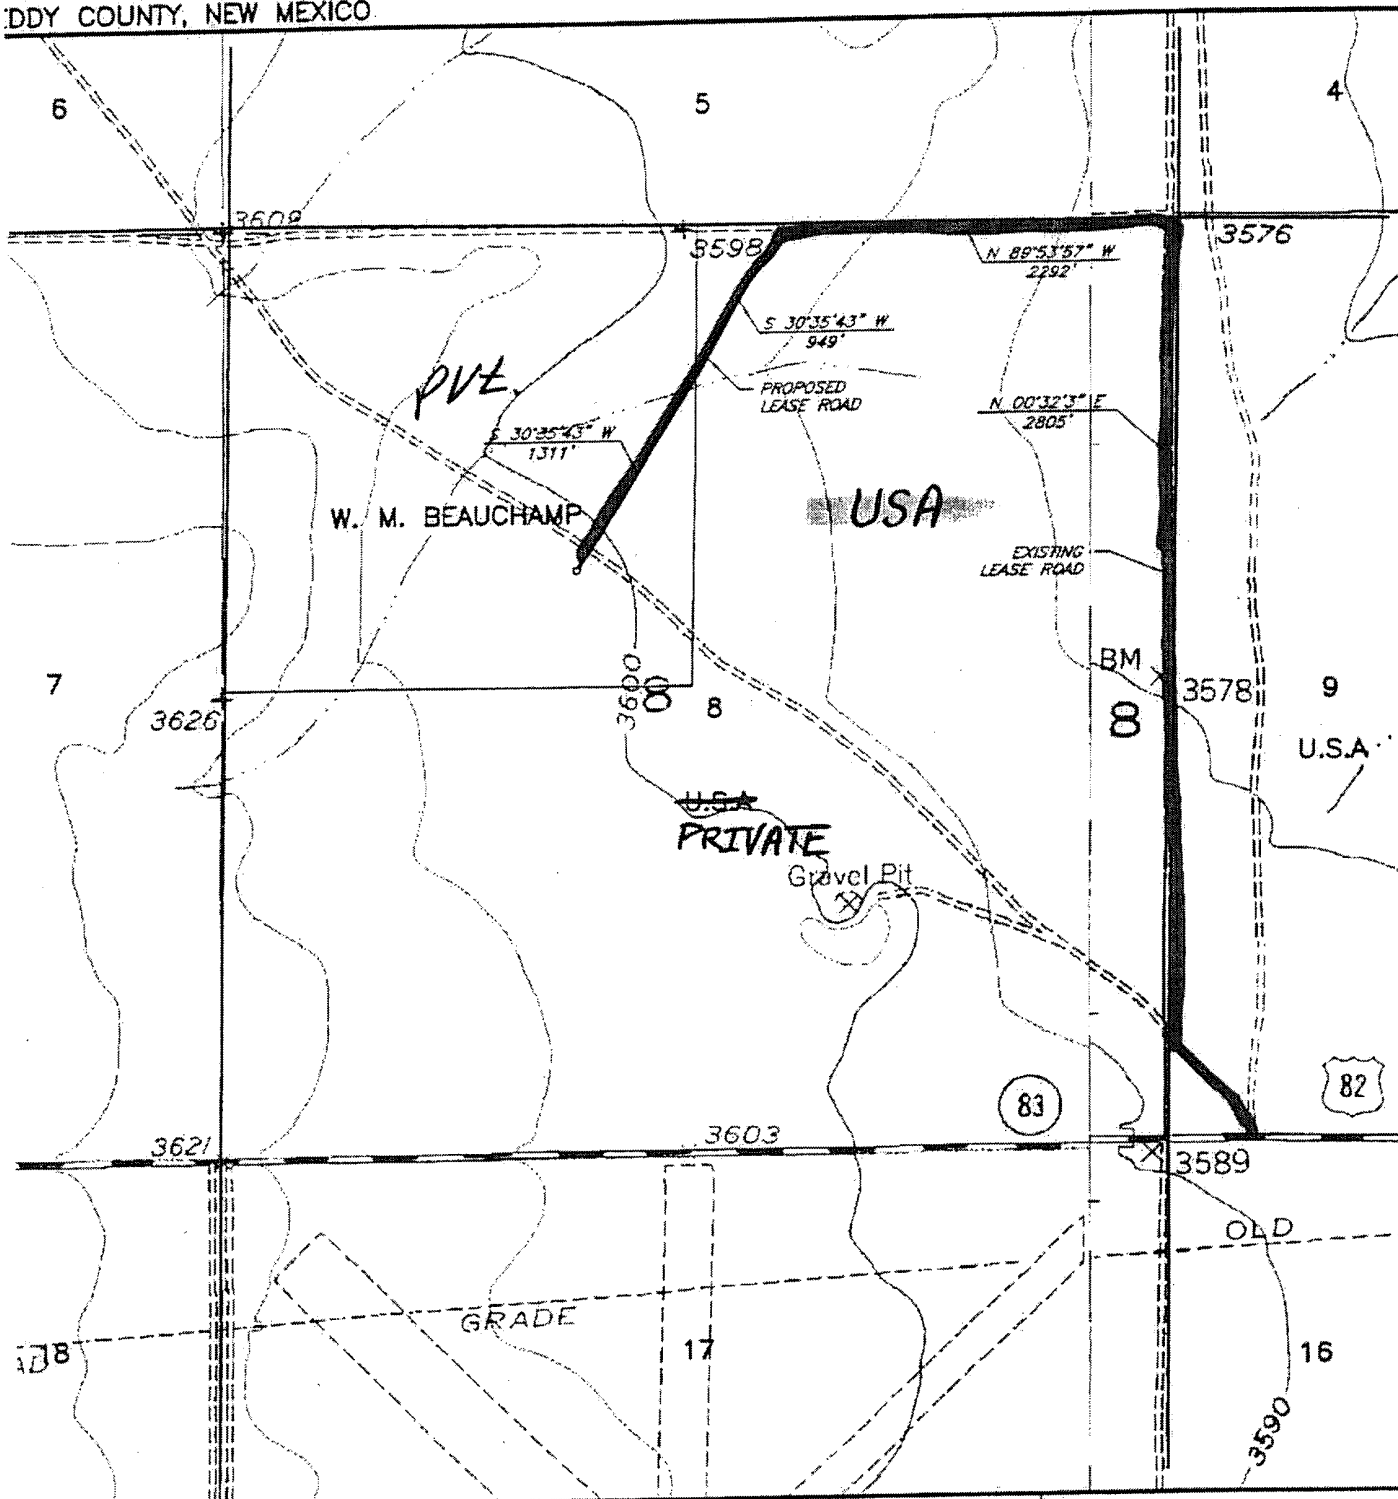 EDDY COUNTY, NEW MEXICO
6
5
4
3609
3598
3576
N 89°53'57" W
2292'
S 30°35'43" W
949'
PVT.
PROPOSED
LEASE ROAD
N 00°32'3" E
2805'
S 30°35'43" W
1311'
W. M. BEAUCHAMP
USA
EXISTING
LEASE ROAD
BM
7
3600
8
8
3578
9
3626
U.S.A
U.S.A
PRIVATE
Gravel Pit
83
82
3621
3603
3589
OLD
GRADE
18
17
16
3590